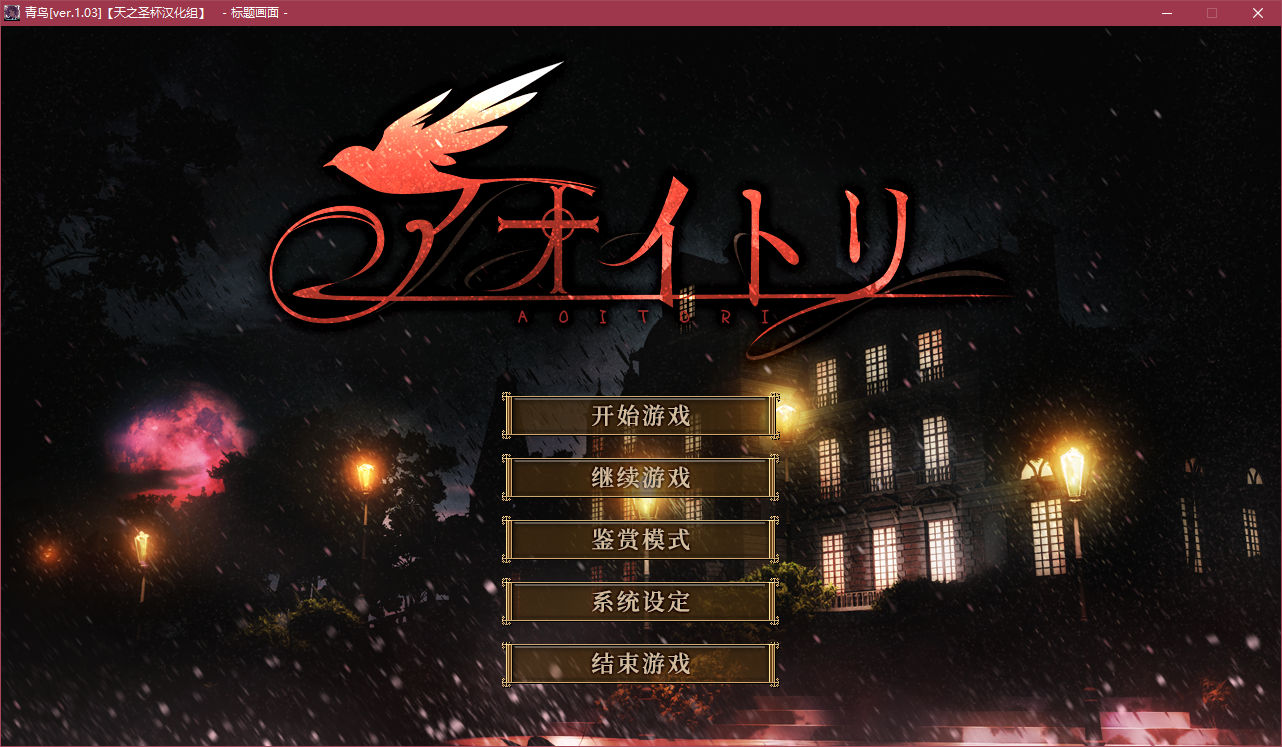 青鸟[ver.1.03]【天之圣杯汉化组】 - 标题画面 -
アオイトリ
AOITORI
开始游戏
继续游戏
鉴赏模式
系统设定
结束游戏